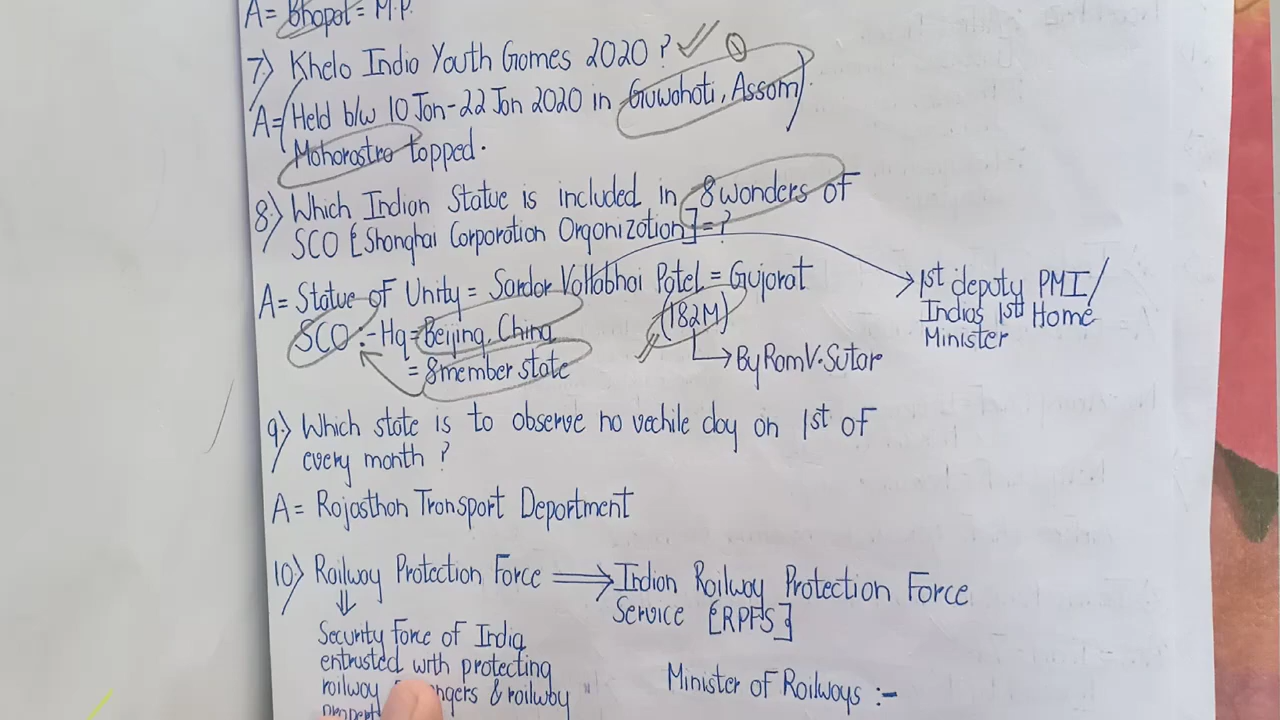 A= Bhopal = M.P.
7) Khelo India Youth Games 2020 ?
A= Held b/w 10 Jan-22 Jan 2020 in Guwahati, Assam.
Maharastra topped.
8) Which Indian Statue is included in 8 wonders of
SCO [Shanghai Corporation Organization] = ?
A= Statue of Unity = Sardar Vallabhai Patel = Gujarat
(182M)
By Ram V. Sutar
1st deputy PMI/
Indias 1st Home
Minister
SCO :- Hq = Beijing, China
= 8 member state
9) Which state is to observe no vechile day on 1st of
every month ?
A= Rajasthan Transport Department
10) Railway Protection Force ⟹ Indian Railway Protection Force
Service [RPFS]
Security force of India
entrusted with protecting
railway & railway
Minister of Railways :-